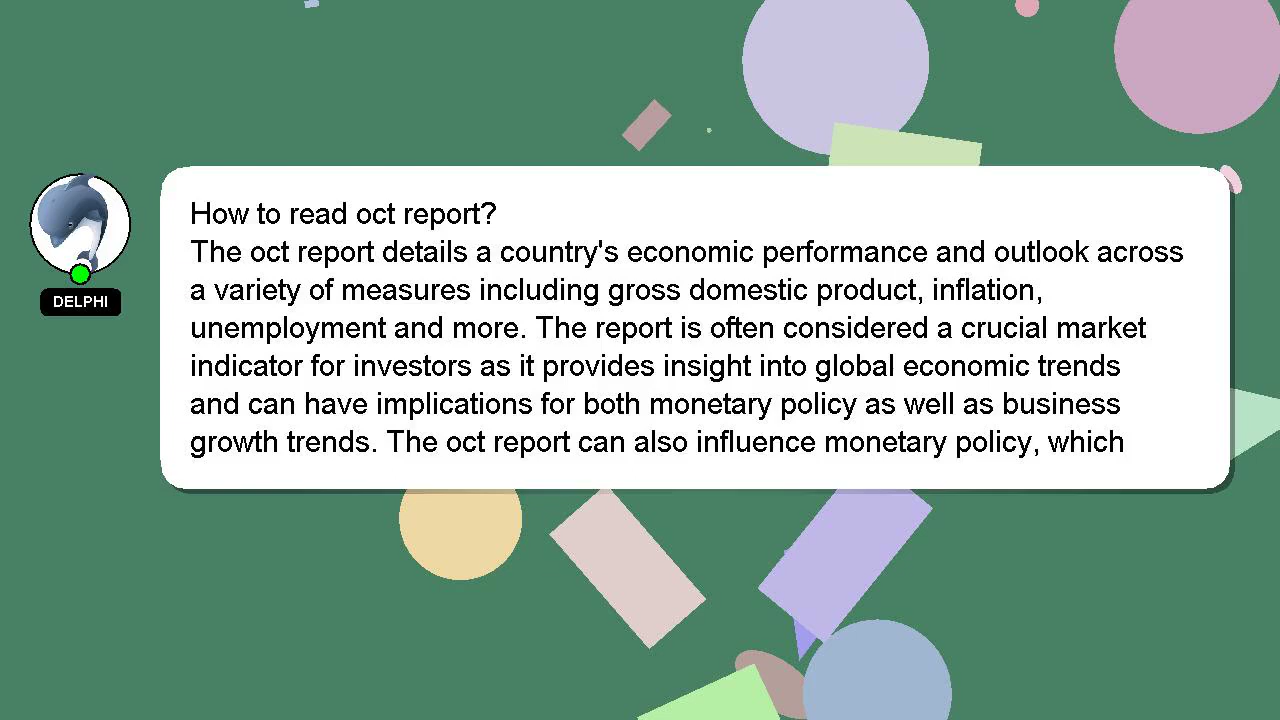 How to read oct report?
The oct report details a country's economic performance and outlook across
a variety of measures including gross domestic product, inflation,
unemployment and more. The report is often considered a crucial market
indicator for investors as it provides insight into global economic trends
and can have implications for both monetary policy as well as business
growth trends. The oct report can also influence monetary policy, which
DELPHI